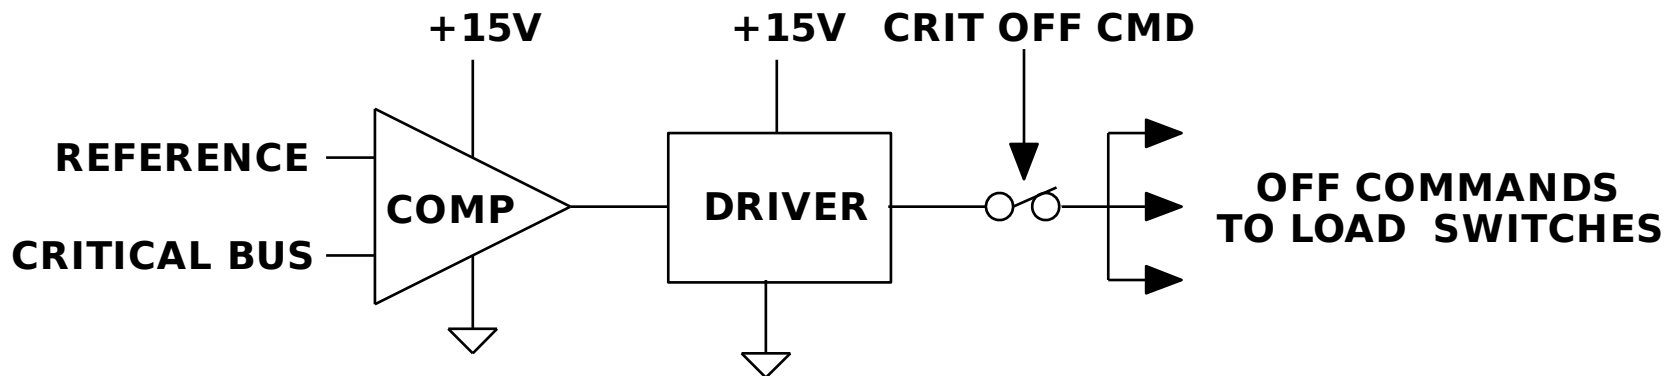 +15V
+15V
CRIT OFF CMD
REFERENCE
COMP
DRIVER
CRITICAL BUS
OFF COMMANDS
TO LOAD SWITCHES